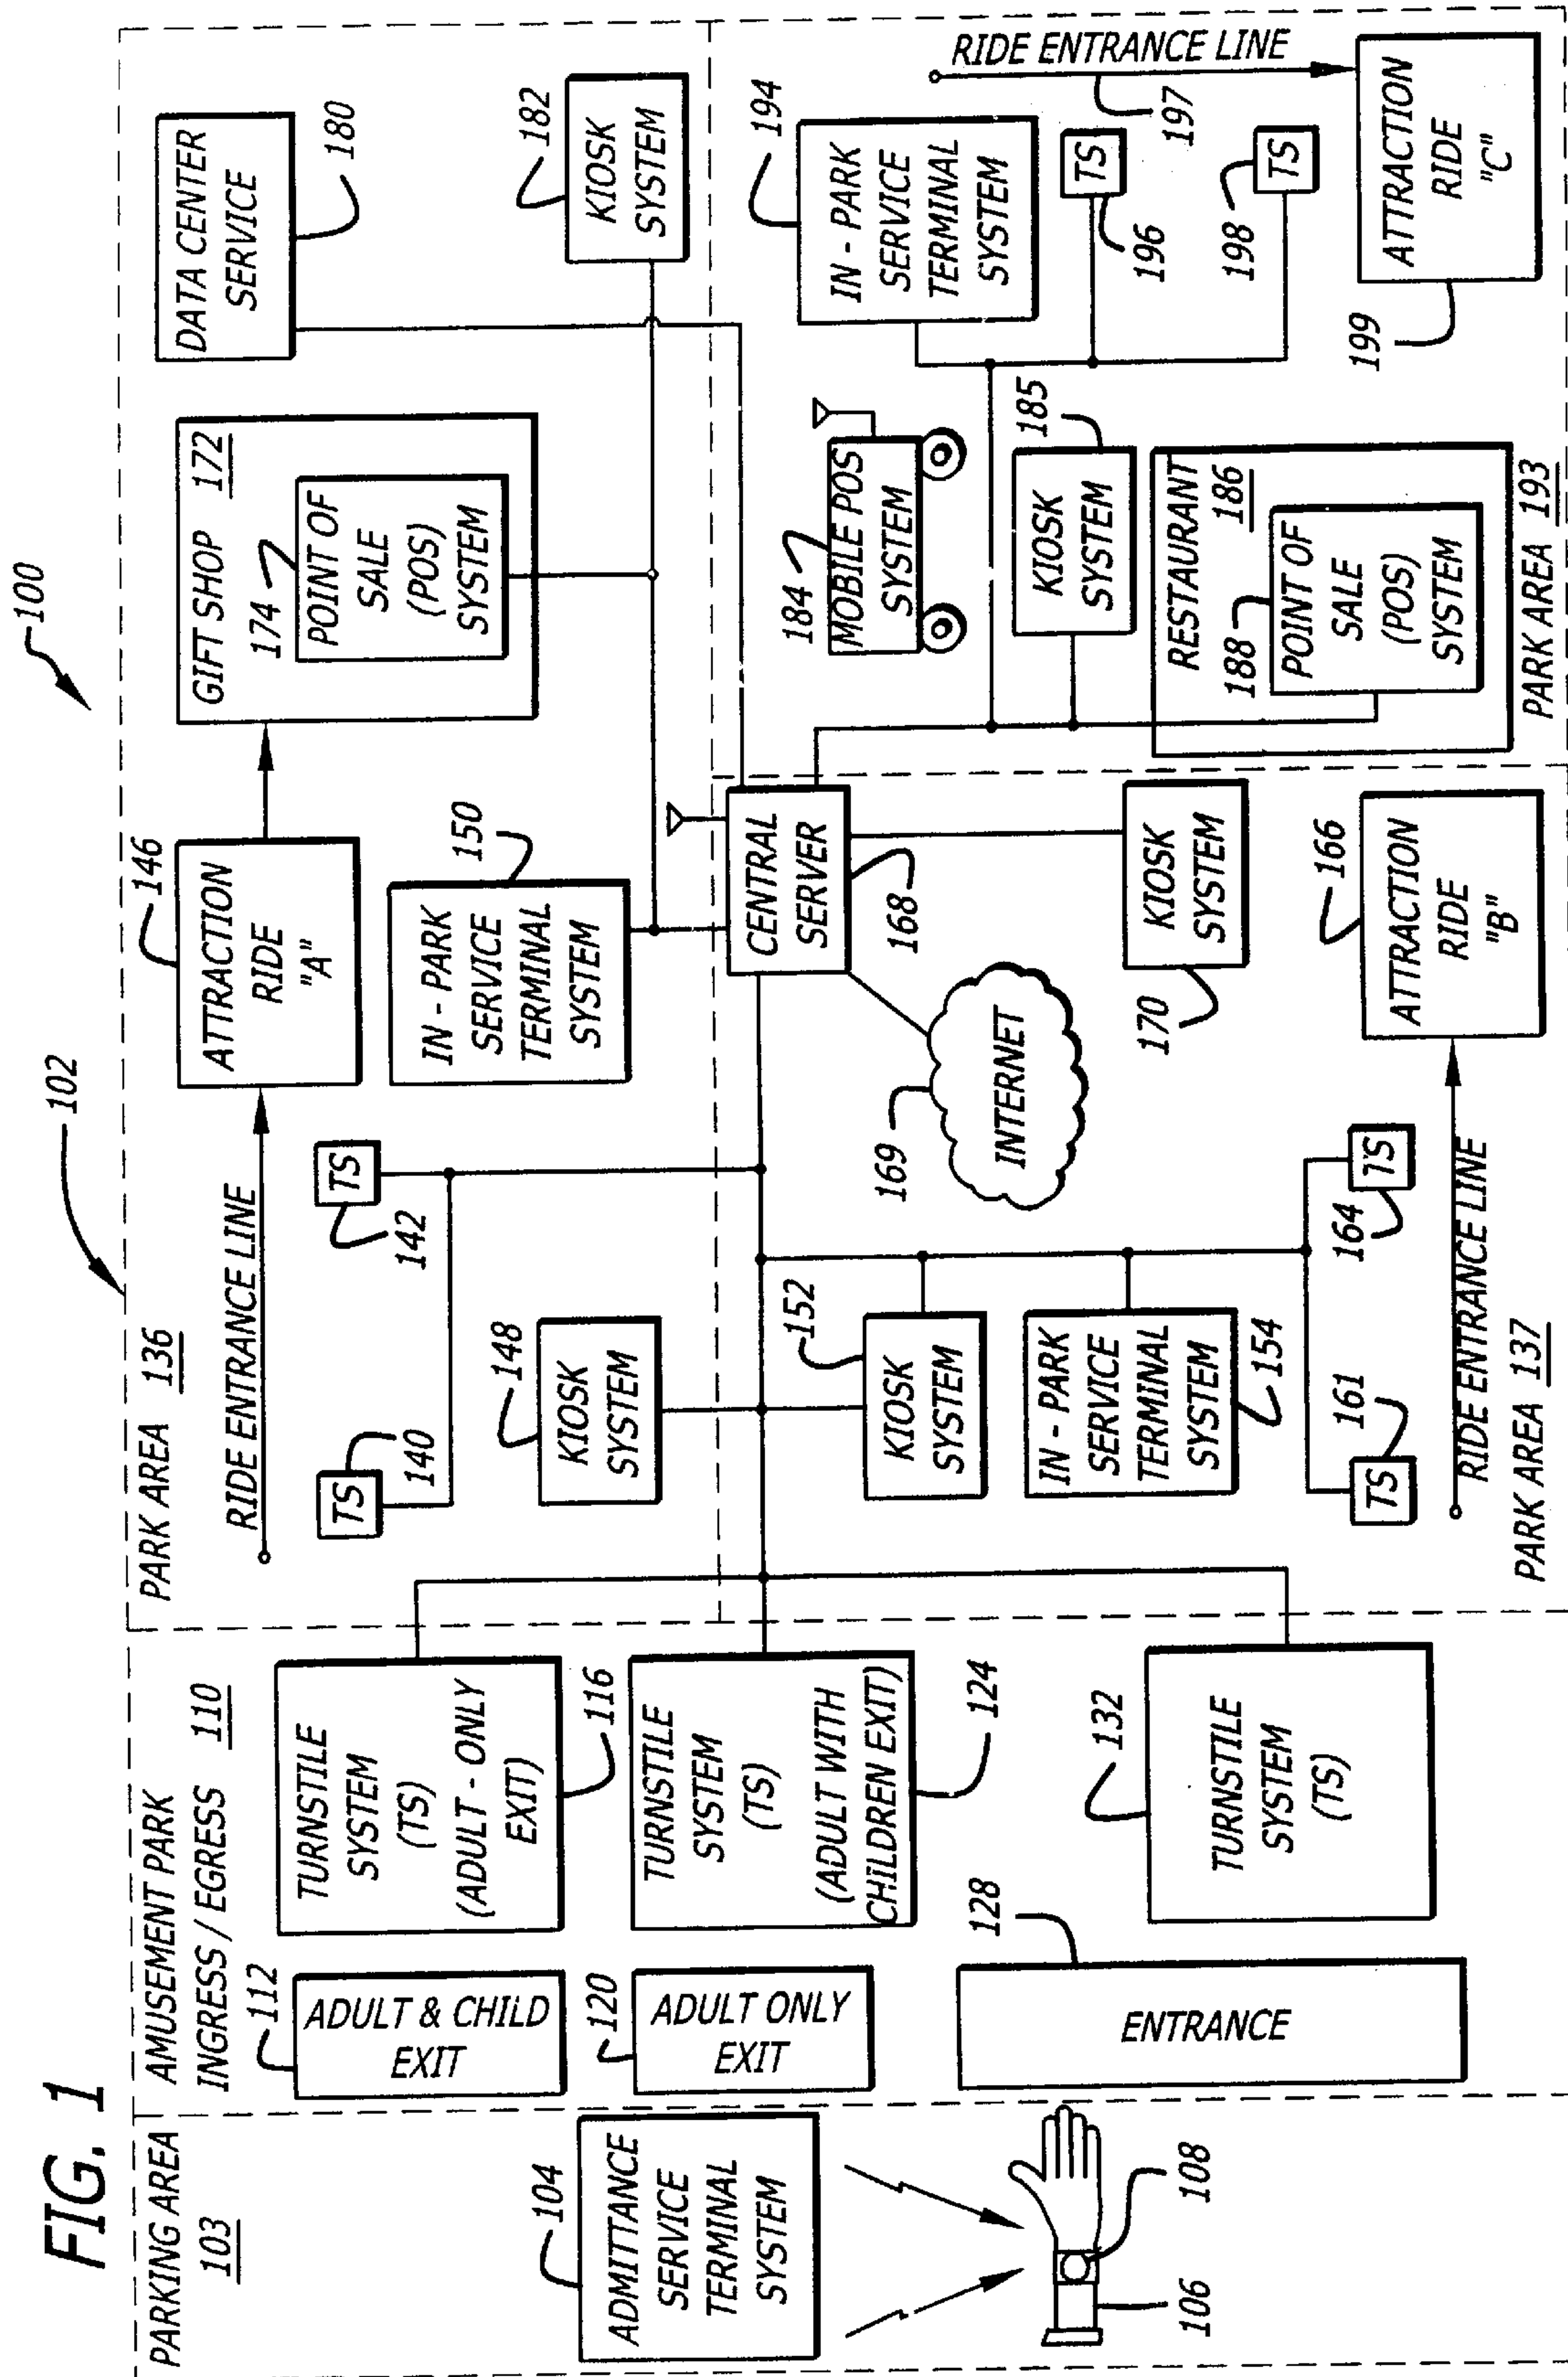 FIG. 1
100
102
PARKING AREA
103
104
ADMITTANCE
SERVICE
TERMINAL
SYSTEM
106
108
AMUSEMENT PARK
INGRESS / EGRESS 110
112
ADULT & CHILD
EXIT
120
ADULT ONLY
EXIT
128
ENTRANCE
TURNSTILE
SYSTEM
(TS)
(ADULT - ONLY
EXIT)
116
TURNSTILE
SYSTEM
(TS)
(ADULT WITH
CHILDREN EXIT)
124
132
TURNSTILE
SYSTEM
(TS)
PARK AREA 136
RIDE ENTRANCE LINE
TS
140
TS
142
146
ATTRACTION
RIDE
"A"
148
KIOSK
SYSTEM
150
IN - PARK
SERVICE
TERMINAL
SYSTEM
GIFT SHOP 172
174
POINT OF
SALE
(POS)
SYSTEM
DATA CENTER
SERVICE
180
182
KIOSK
SYSTEM
152
KIOSK
SYSTEM
IN - PARK
SERVICE
TERMINAL
SYSTEM
154
TS
161
TS
164
RIDE ENTRANCE LINE
PARK AREA 137
166
ATTRACTION
RIDE
"B"
CENTRAL
SERVER
168
169
INTERNET
KIOSK
SYSTEM
170
184
MOBILE POS
SYSTEM
185
KIOSK
SYSTEM
RESTAURANT
186
188
POINT OF
SALE
(POS)
SYSTEM
PARK AREA 193
194
IN - PARK
SERVICE
TERMINAL
SYSTEM
TS
196
TS
198
RIDE ENTRANCE LINE
197
ATTRACTION
RIDE
"C"
199